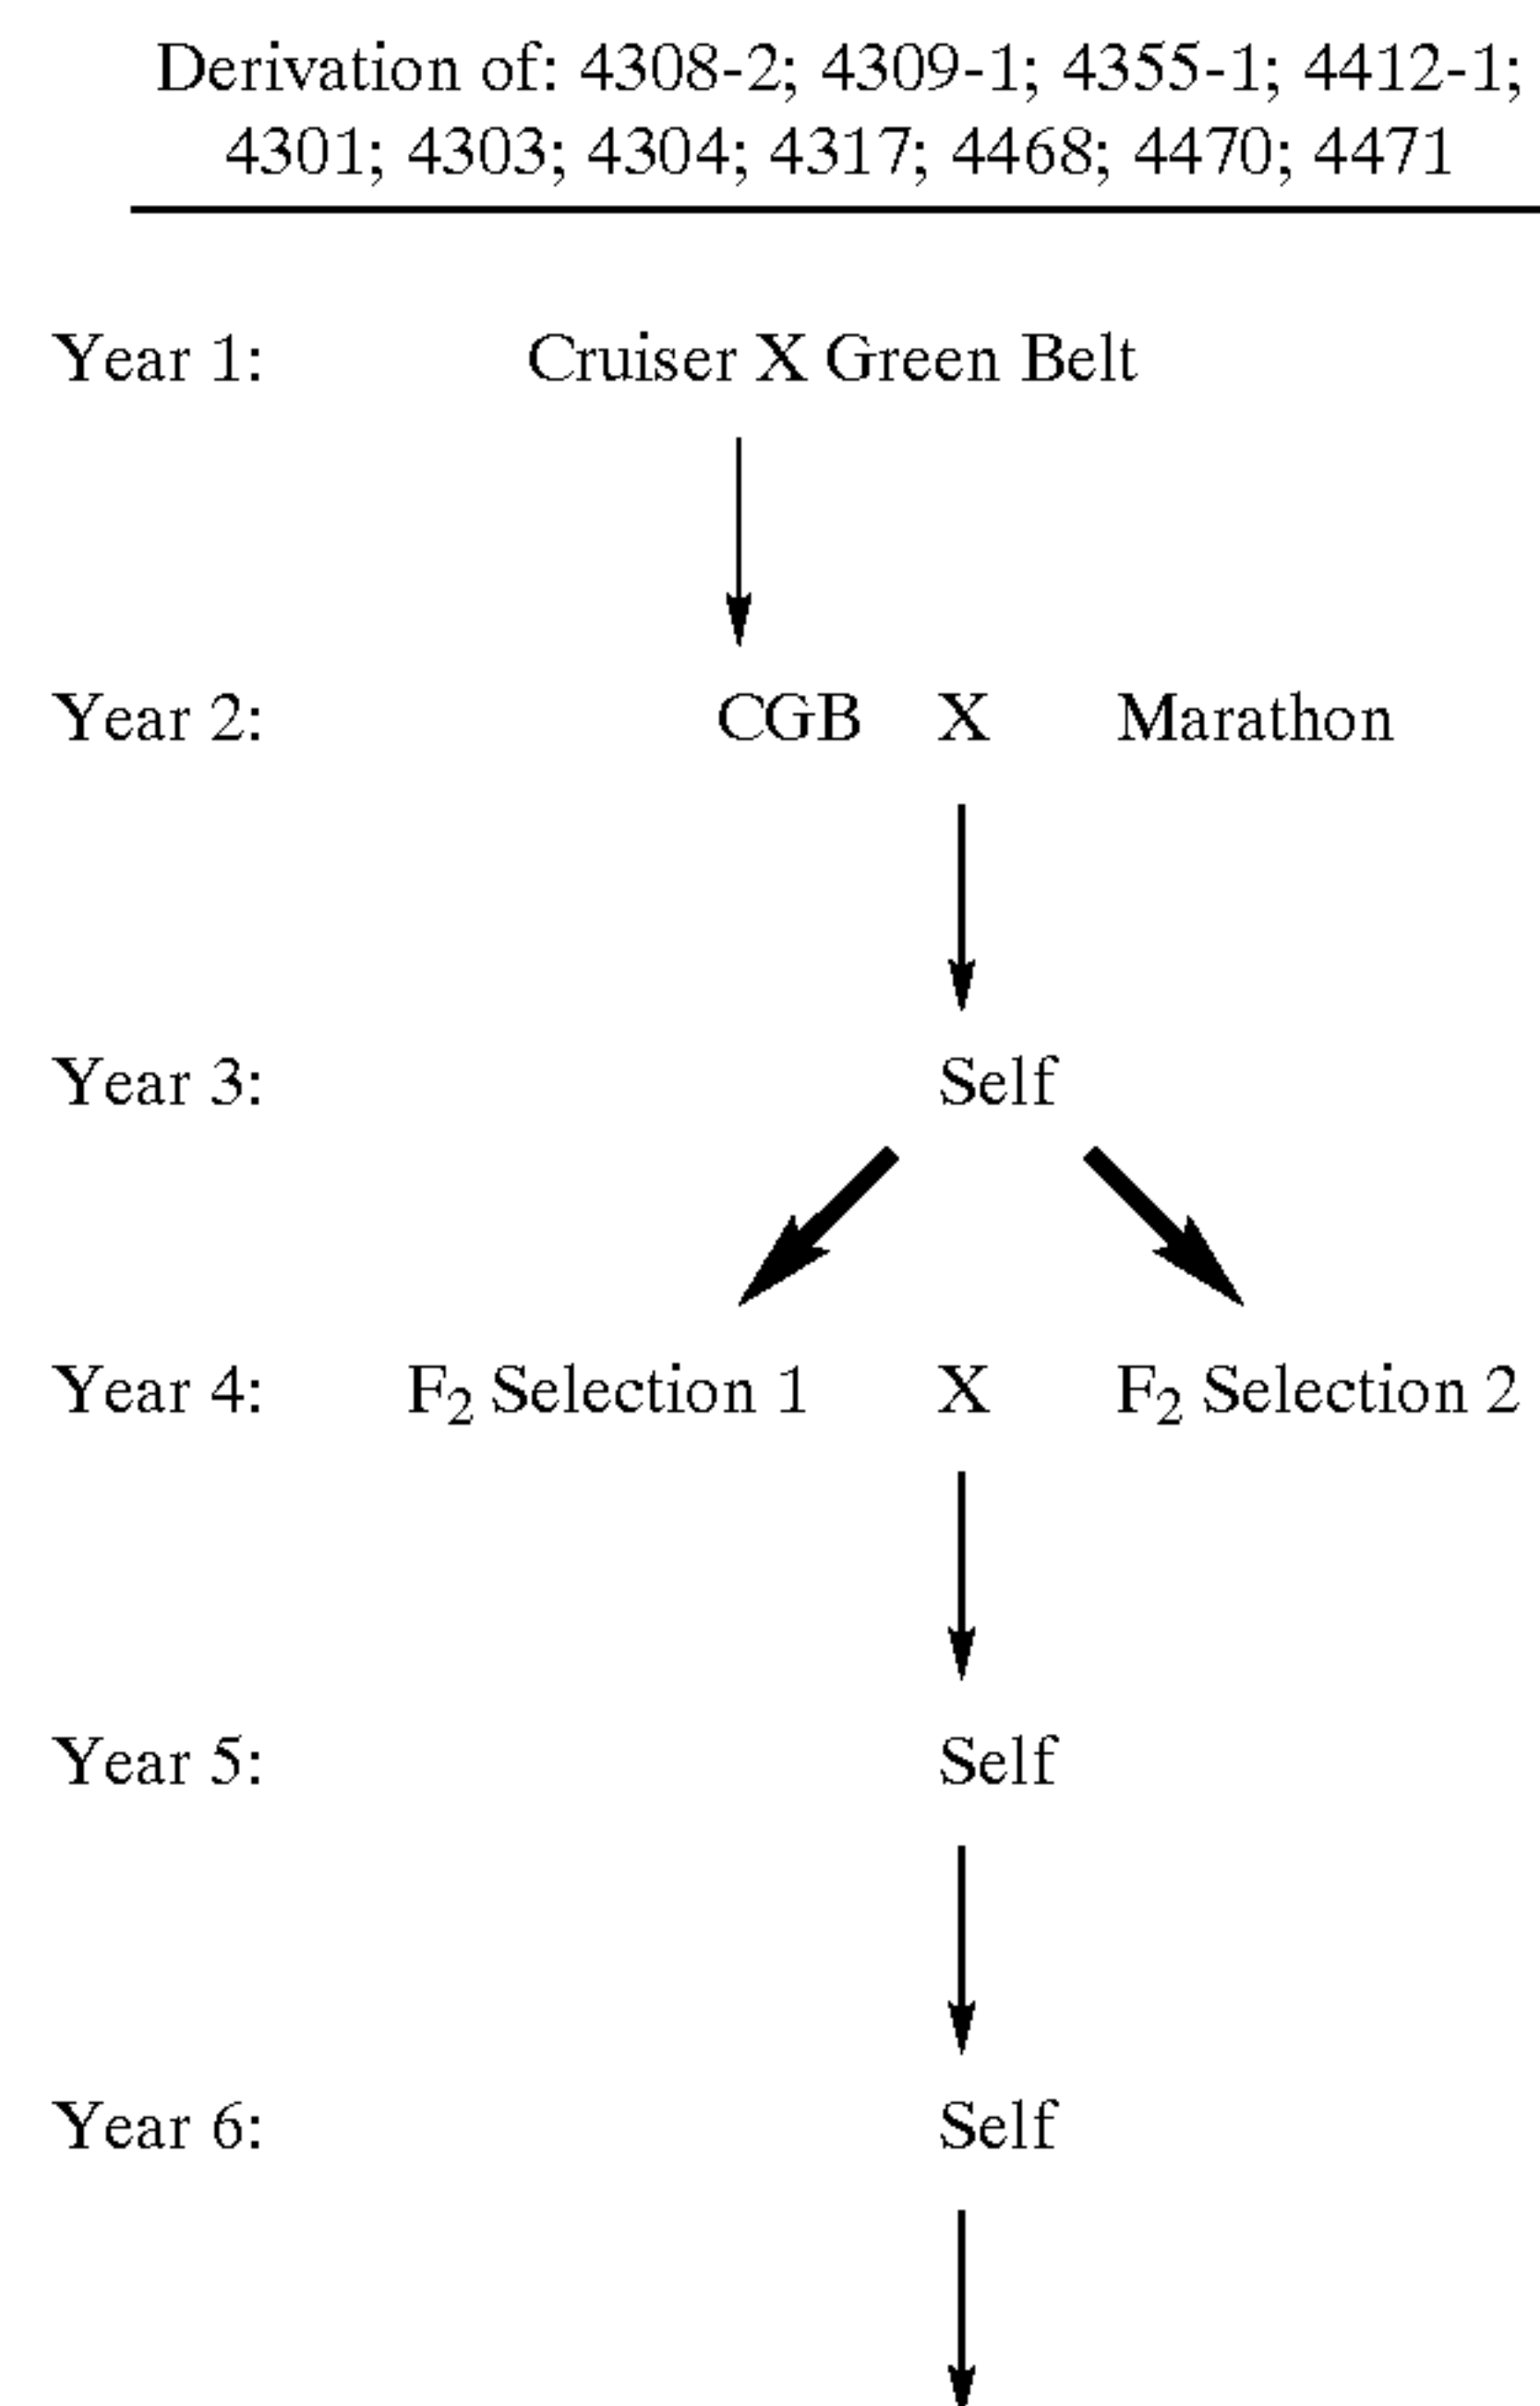 Derivation of: 4308-2; 4309-1; 4355-1; 4412-1;
4301; 4303; 4304; 4317; 4468; 4470; 4471
Year 1: Cruiser X Green Belt
Year 2: CGB X Marathon
Year 3: Self
Year 4: F₂ Selection 1 X F₂ Selection 2
Year 5: Self
Year 6: Self